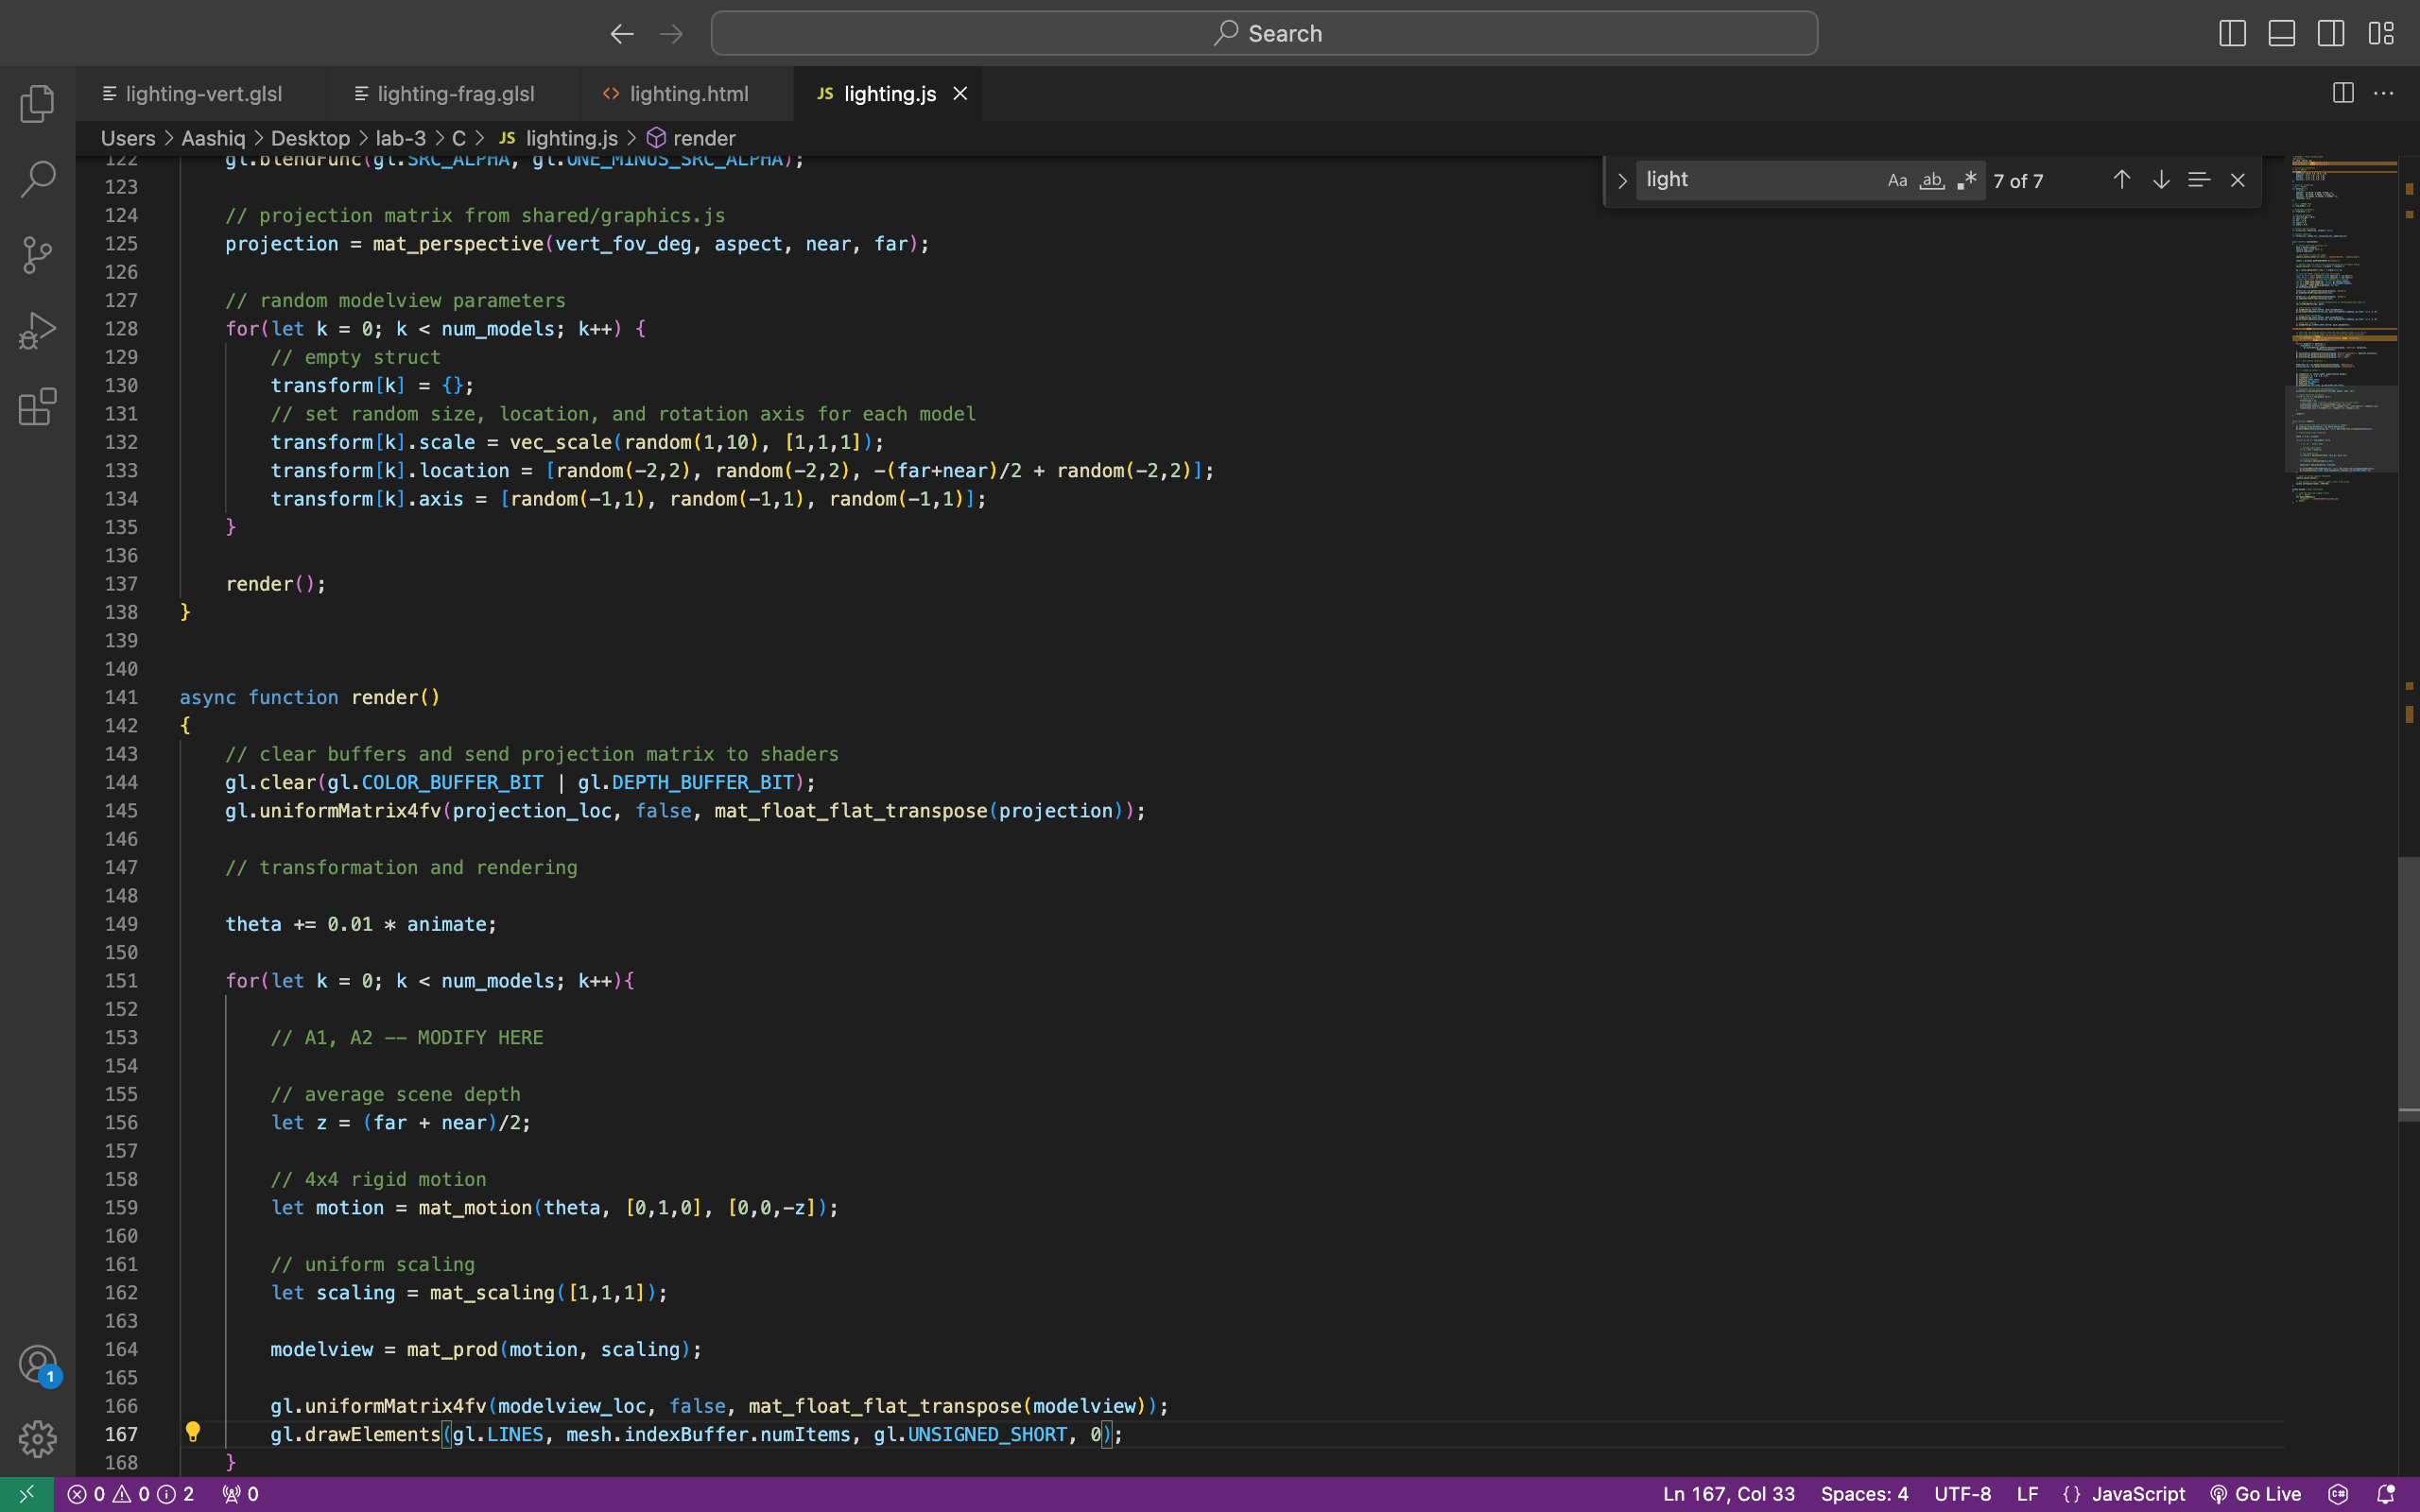 Search
lighting-vert.glsl lighting-frag.glsl <> lighting.html JS lighting.js ×
Users > Aashiq > Desktop > lab-3 > C > JS lighting.js > render
light Aa ab .* 7 of 7
122 gl.blendFunc(gl.SRC_ALPHA, gl.ONE_MINUS_SRC_ALPHA);
123
124 // projection matrix from shared/graphics.js
125 projection = mat_perspective(vert_fov_deg, aspect, near, far);
126
127 // random modelview parameters
128 for(let k = 0; k < num_models; k++) {
129 // empty struct
130 transform[k] = {};
131 // set random size, location, and rotation axis for each model
132 transform[k].scale = vec_scale(random(1,10), [1,1,1]);
133 transform[k].location = [random(-2,2), random(-2,2), -(far+near)/2 + random(-2,2)];
134 transform[k].axis = [random(-1,1), random(-1,1), random(-1,1)];
135 }
136
137 render();
138 }
139
140
141 async function render()
142 {
143 // clear buffers and send projection matrix to shaders
144 gl.clear(gl.COLOR_BUFFER_BIT | gl.DEPTH_BUFFER_BIT);
145 gl.uniformMatrix4fv(projection_loc, false, mat_float_flat_transpose(projection));
146
147 // transformation and rendering
148
149 theta += 0.01 * animate;
150
151 for(let k = 0; k < num_models; k++){
152
153 // A1, A2 -- MODIFY HERE
154
155 // average scene depth
156 let z = (far + near)/2;
157
158 // 4x4 rigid motion
159 let motion = mat_motion(theta, [0,1,0], [0,0,-z]);
160
161 // uniform scaling
162 let scaling = mat_scaling([1,1,1]);
163
164 modelview = mat_prod(motion, scaling);
165
166 gl.uniformMatrix4fv(modelview_loc, false, mat_float_flat_transpose(modelview));
167 gl.drawElements(gl.LINES, mesh.indexBuffer.numItems, gl.UNSIGNED_SHORT, 0);
168 }
1
0 0 2 0 Ln 167, Col 33 Spaces: 4 UTF-8 LF {} JavaScript Go Live